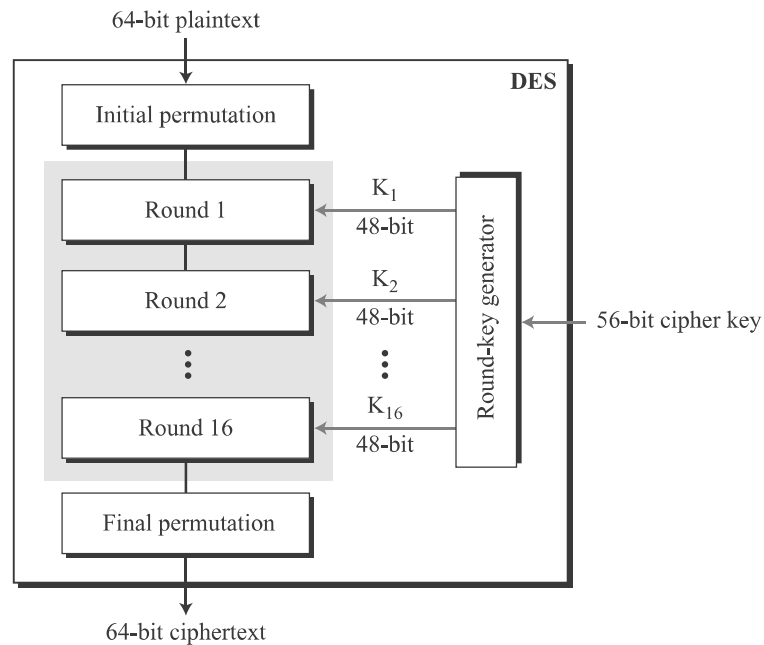 64-bit plaintext
DES
Initial permutation
Round 1
K1
48-bit
Round 2
K2
48-bit
Round-key generator
56-bit cipher key
Round 16
K16
48-bit
Final permutation
64-bit ciphertext